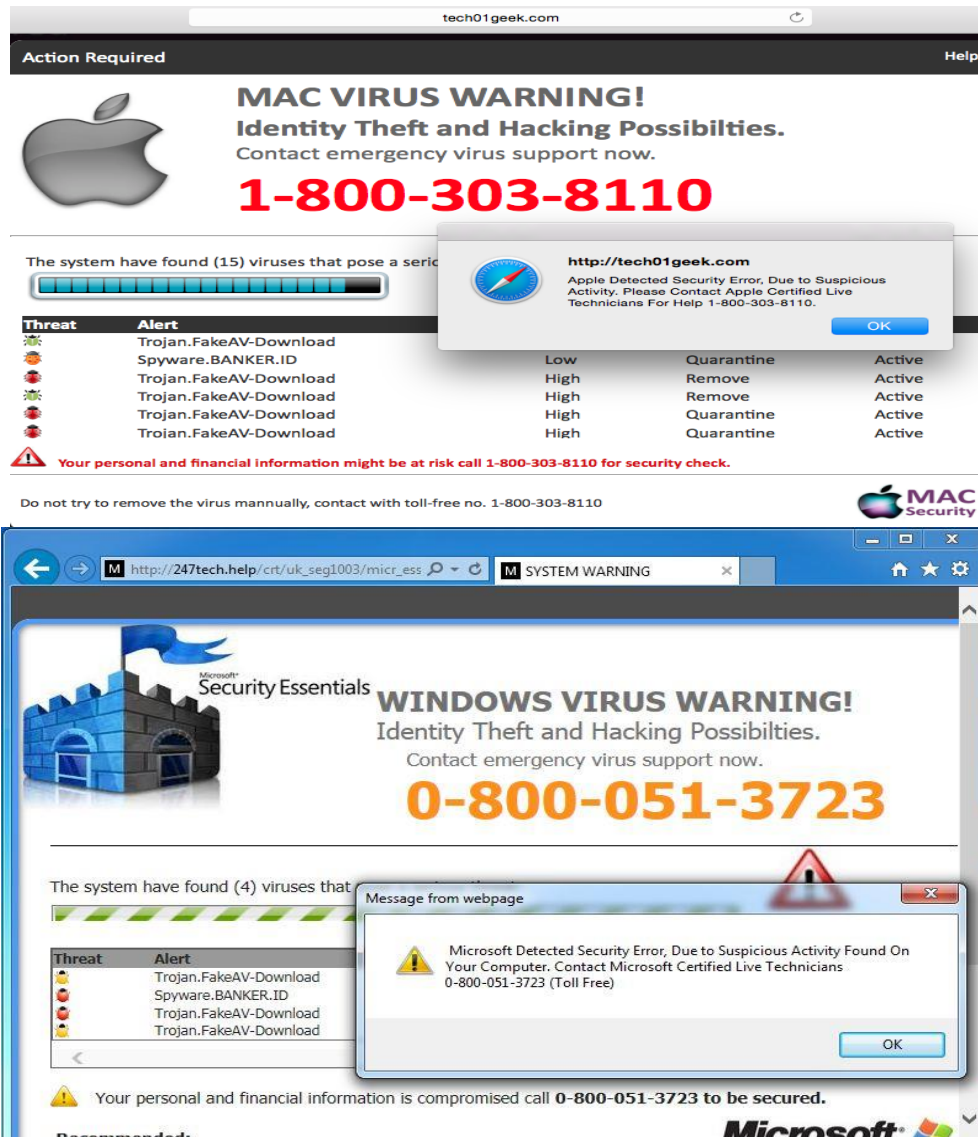 tech01geek.com
Action Required
Help
MAC VIRUS WARNING!
Identity Theft and Hacking Possibilties.
Contact emergency virus support now.
1-800-303-8110
The system have found (15) viruses that pose a
http://tech01geek.com
Apple Detected Security Error, Due to Suspicious
Activity. Please Contact Apple Certified Live
Technicians For Help 1-800-303-8110.
OK
Threat Alert
Trojan.FakeAV-Download
Spyware.BANKER.ID Low Quarantine Active
Trojan.FakeAV-Download High Remove Active
Trojan.FakeAV-Download High Remove Active
Trojan.FakeAV-Download High Quarantine Active
Trojan.FakeAV-Download High Quarantine Active
Your personal and financial information might be at risk call 1-800-303-8110 for security check.
Do not try to remove the virus mannually, contact with toll-free no. 1-800-303-8110
MAC
Security
M http://247tech.help/crt/uk_seg1003/micr_ess
M SYSTEM WARNING
Microsoft
Security Essentials
WINDOWS VIRUS WARNING!
Identity Theft and Hacking Possibilties.
Contact emergency virus support now.
0-800-051-3723
The system have found (4) viruses that
Message from webpage
Microsoft Detected Security Error, Due to Suspicious Activity Found On
Your Computer. Contact Microsoft Certified Live Technicians
0-800-051-3723 (Toll Free)
OK
Threat Alert
Trojan.FakeAV-Download
Spyware.BANKER.ID
Trojan.FakeAV-Download
Trojan.FakeAV-Download
Your personal and financial information is compromised call 0-800-051-3723 to be secured.
Recommended:
Microsoft